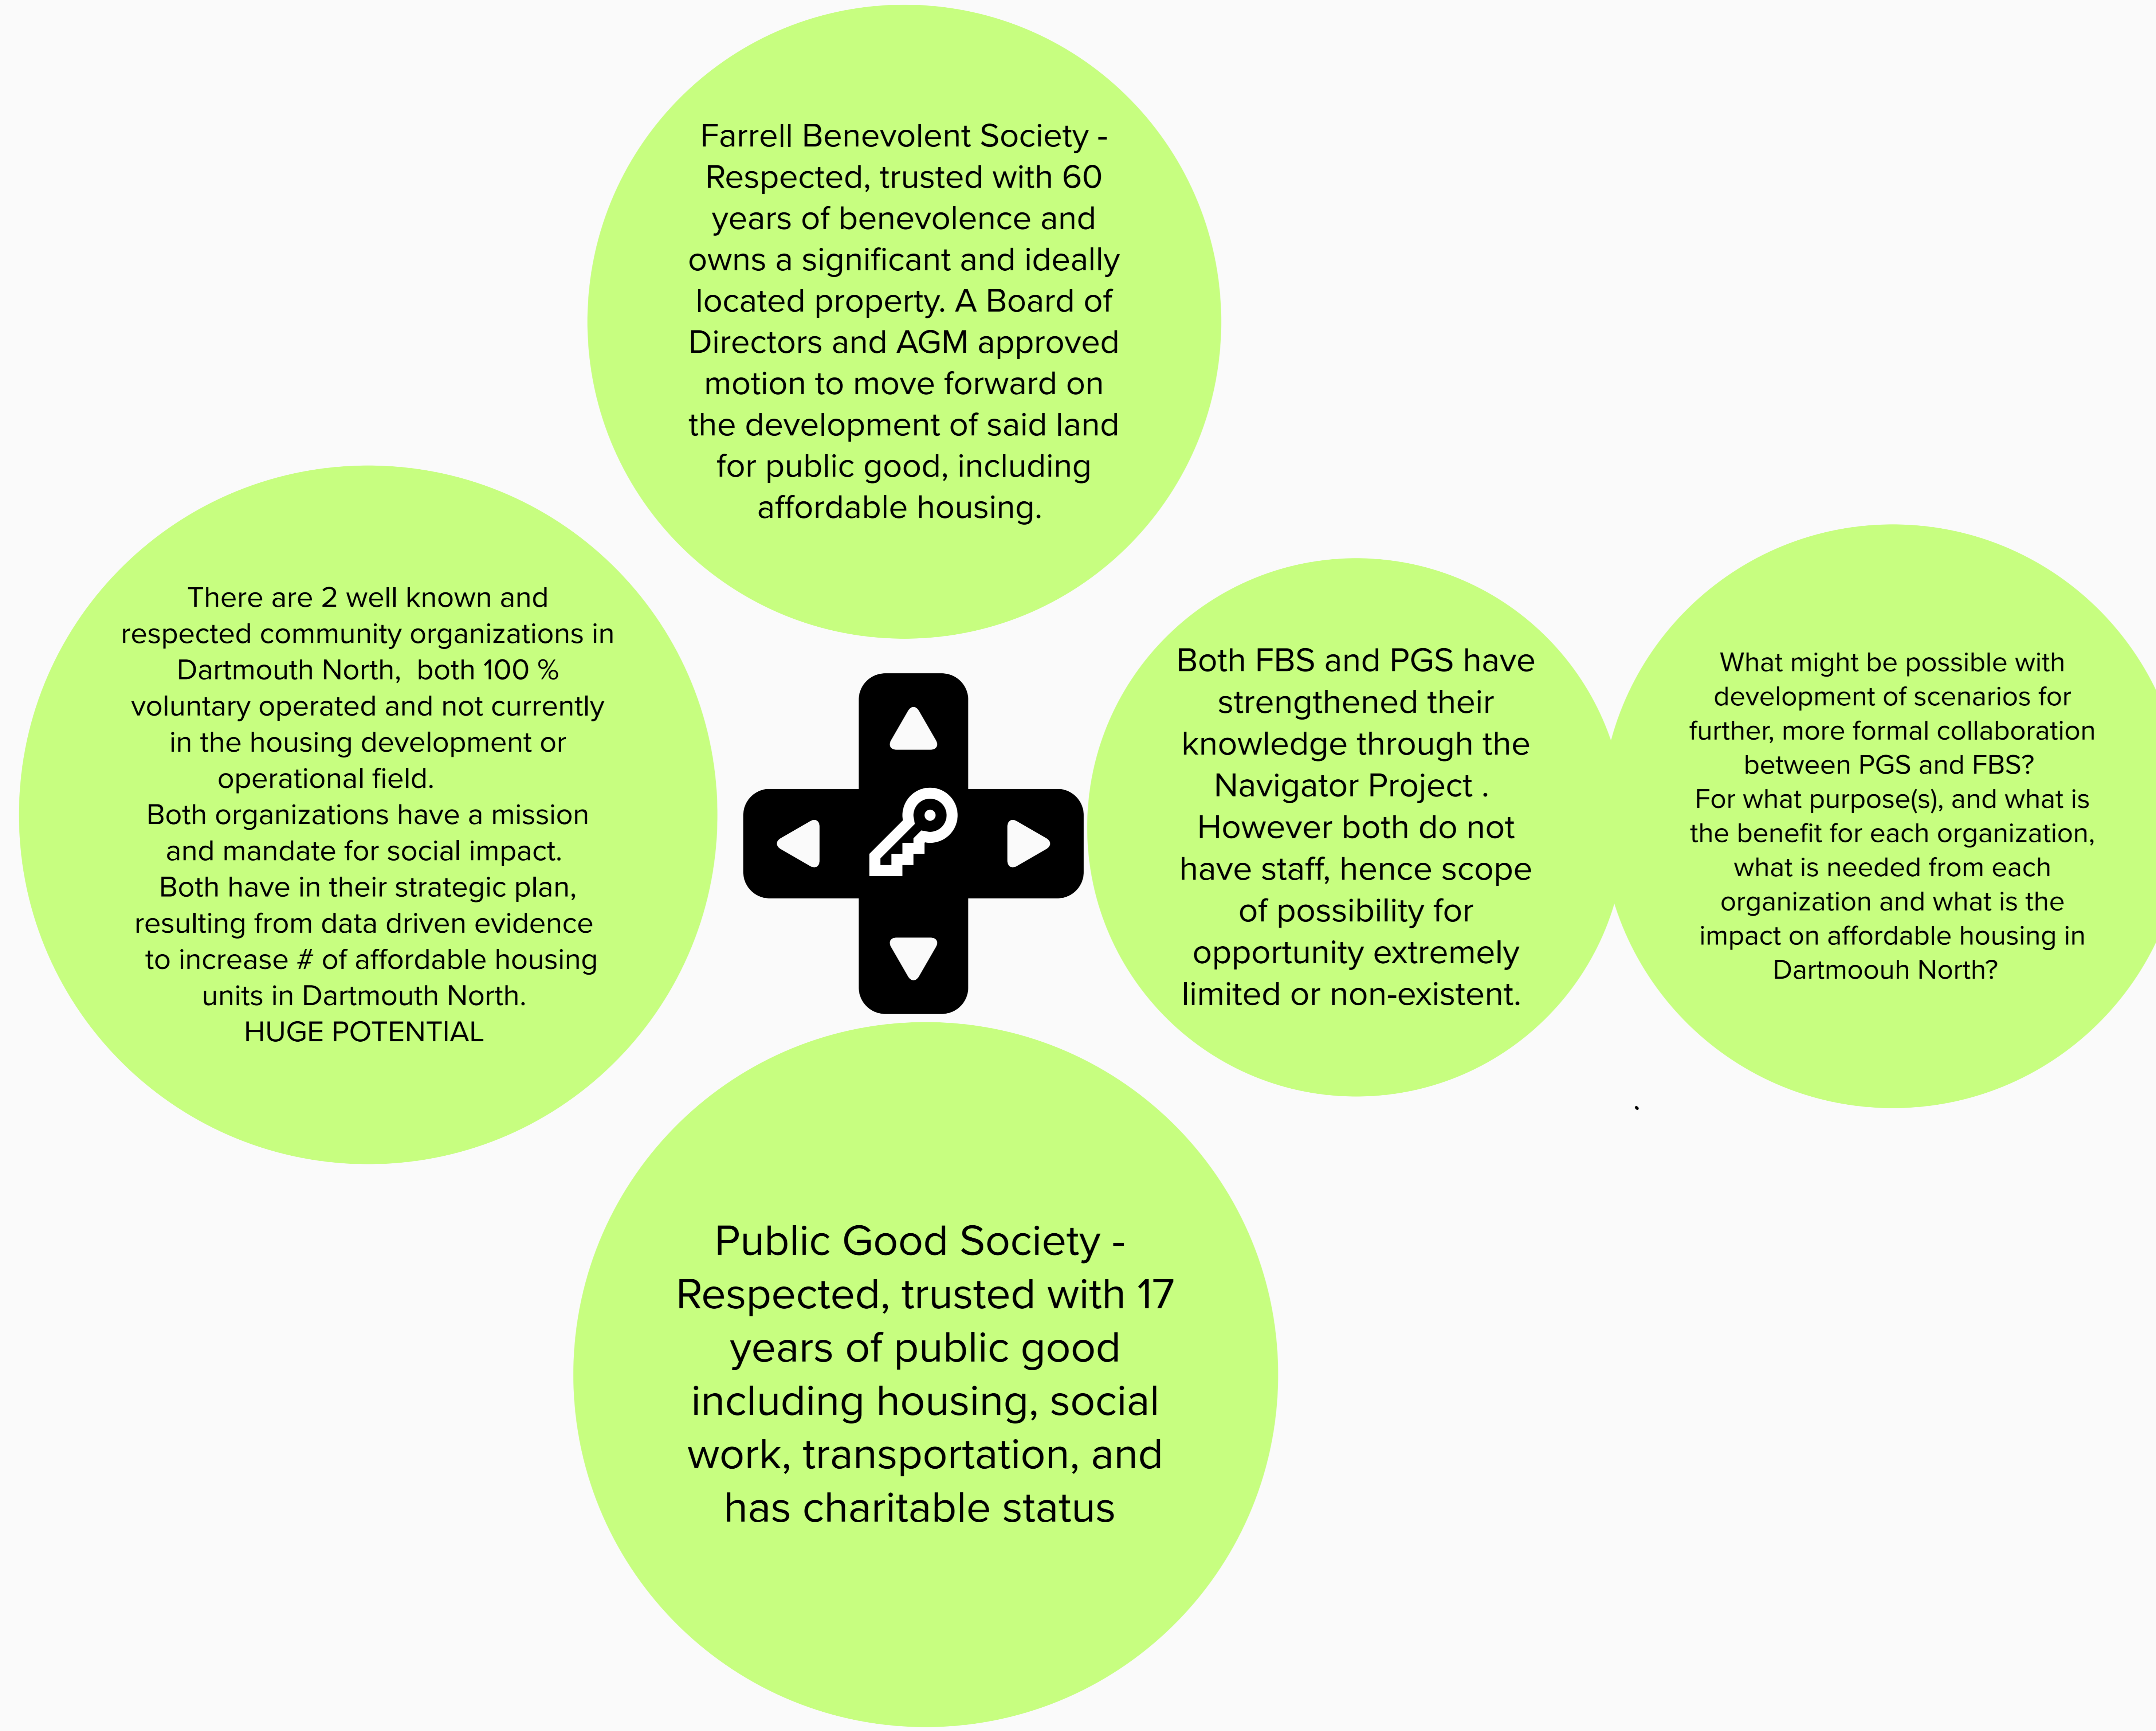 Farrell Benevolent Society -
Respected, trusted with 60
years of benevolence and
owns a significant and ideally
located property. A Board of
Directors and AGM approved
motion to move forward on
the development of said land
for public good, including
affordable housing.
There are 2 well known and
respected community organizations in
Dartmouth North,  both 100 %
voluntary operated and not currently
in the housing development or
operational field.
Both organizations have a mission
and mandate for social impact.
Both have in their strategic plan,
resulting from data driven evidence
to increase # of affordable housing
units in Dartmouth North.
HUGE POTENTIAL
Both FBS and PGS have
strengthened their
knowledge through the
Navigator Project .
However both do not
have staff, hence scope
of possibility for
opportunity extremely
limited or non-existent.
What might be possible with
development of scenarios for
further, more formal collaboration
between PGS and FBS?
For what purpose(s), and what is
the benefit for each organization,
what is needed from each
organization and what is the
impact on affordable housing in
Dartmoouh North?
Public Good Society -
Respected, trusted with 17
years of public good
including housing, social
work, transportation, and
has charitable status